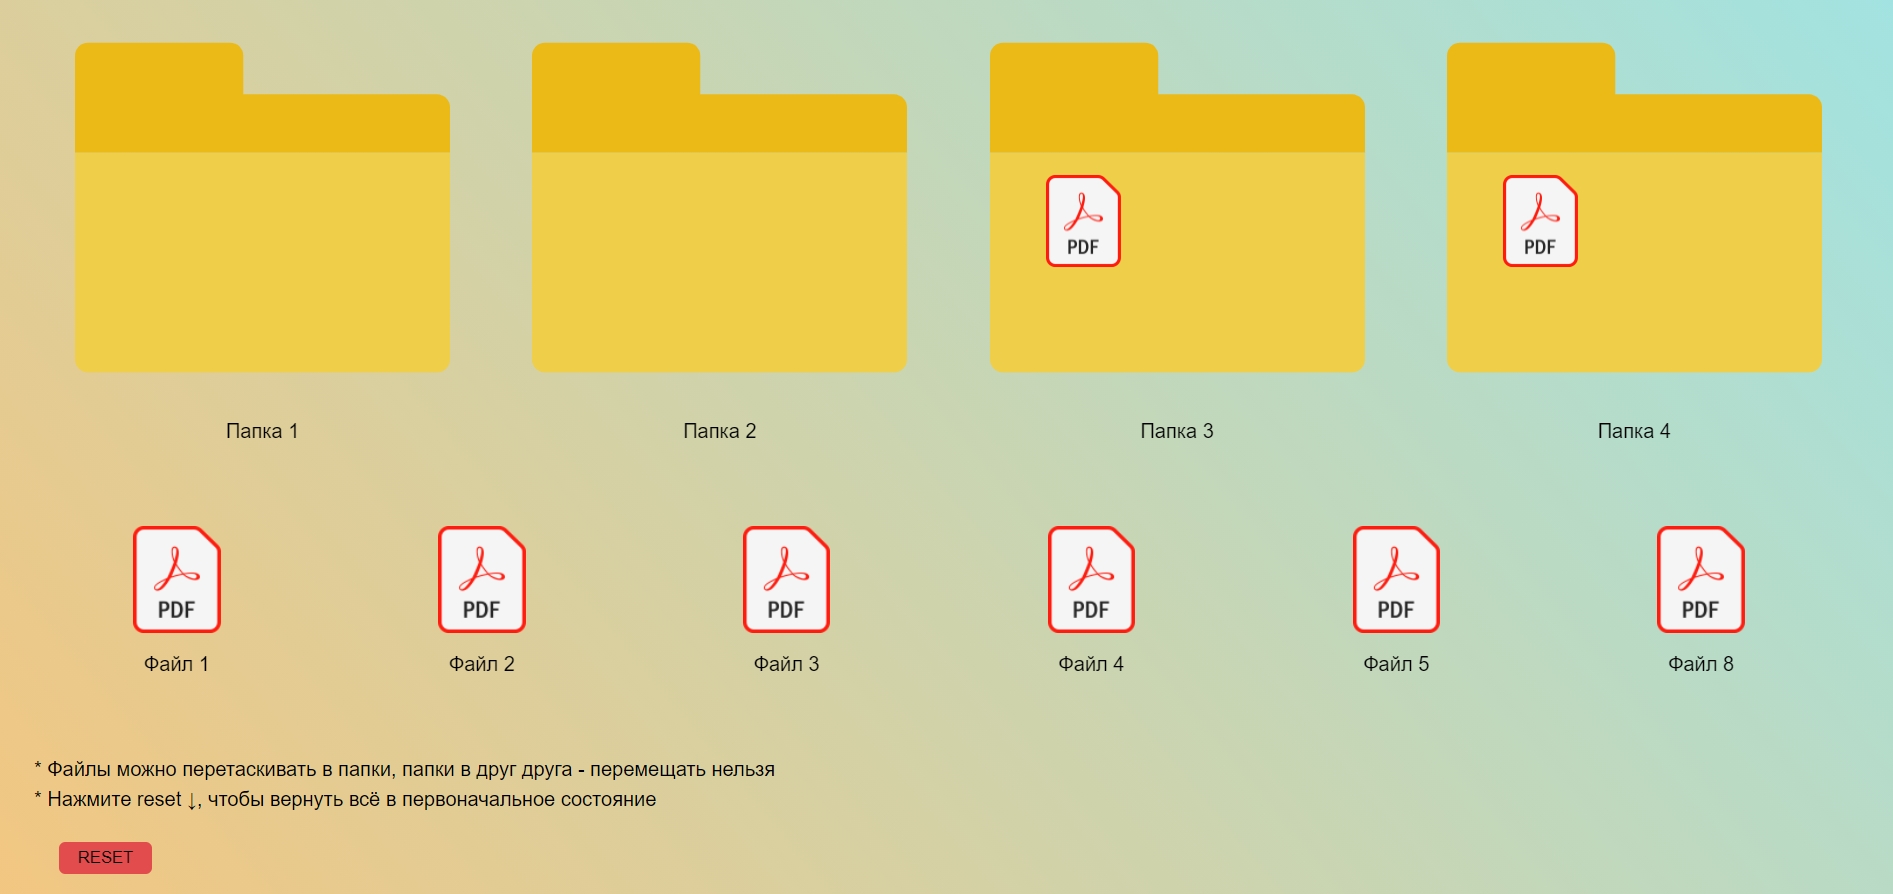 PDF
PDF
Папка 1
Папка 2
Папка 3
Папка 4
PDF
PDF
PDF
PDF
PDF
PDF
Файл 1
Файл 2
Файл 3
Файл 4
Файл 5
Файл 8
* Файлы можно перетаскивать в папки, папки в друг друга - перемещать нельзя
* Нажмите reset ↓, чтобы вернуть всё в первоначальное состояние
RESET